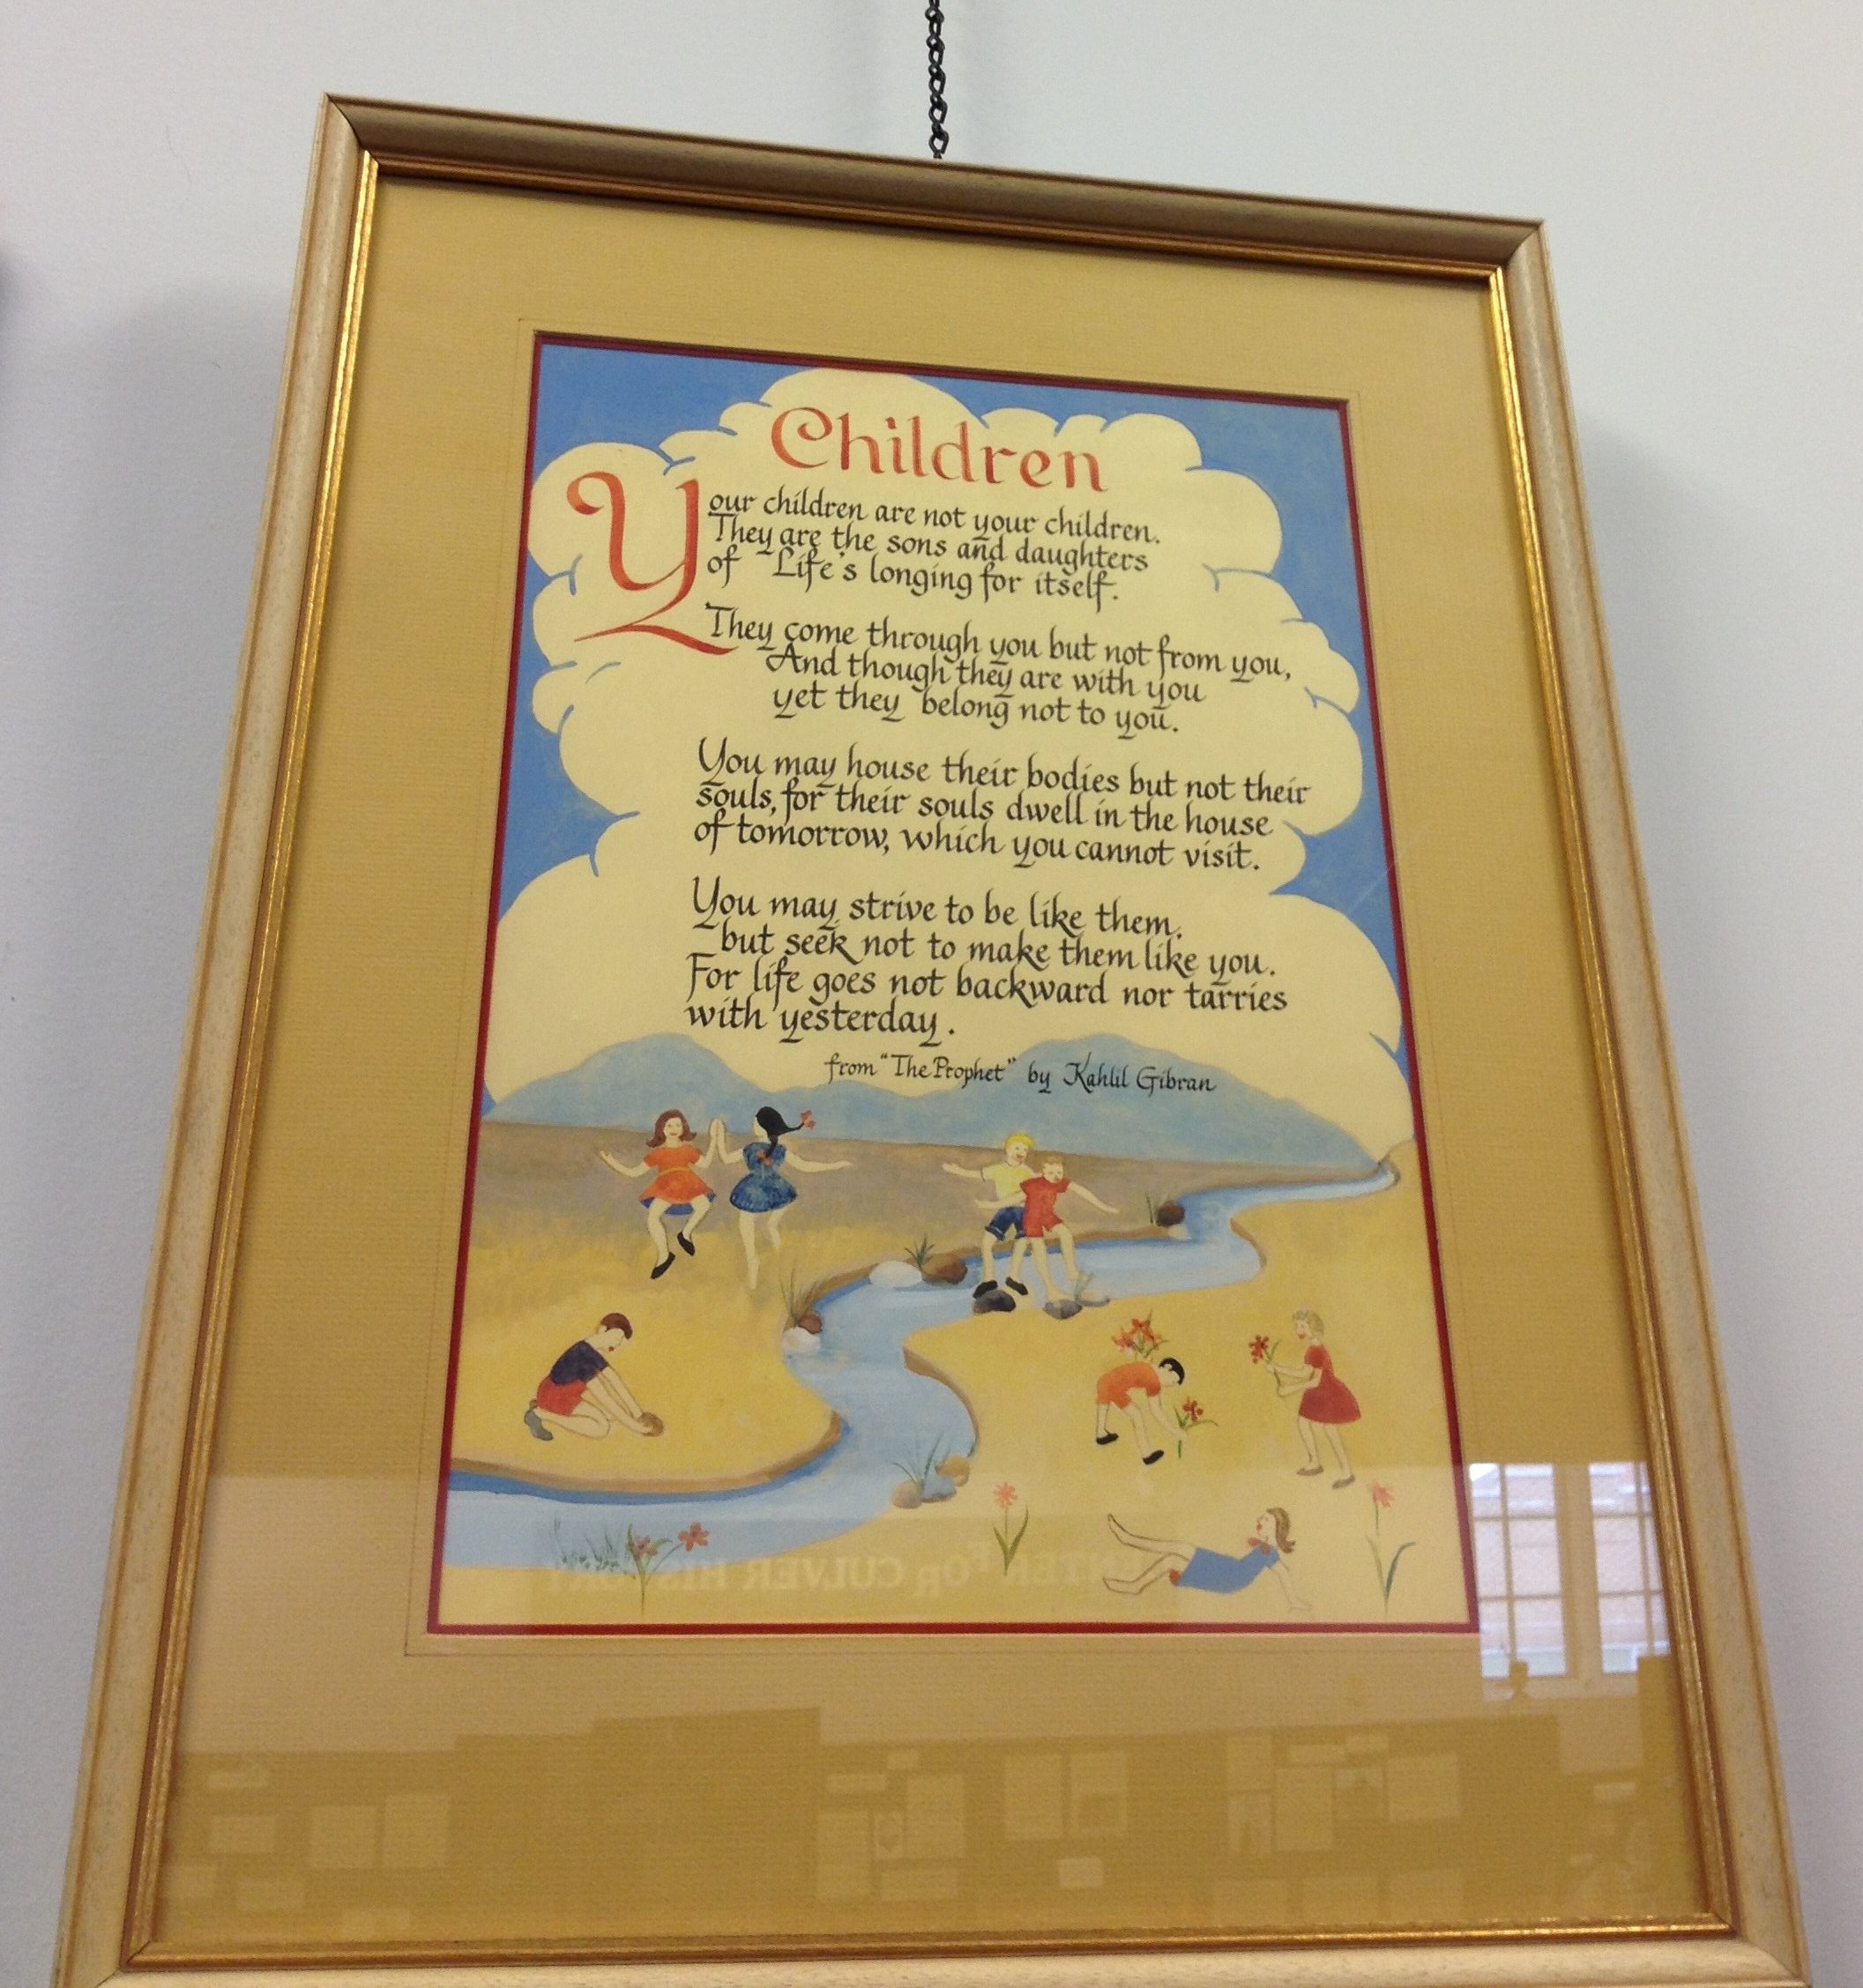 Children
Your children are not your children.
They are the sons and daughters
of Life's longing for itself.
They come through you but not from you,
And though they are with you
yet they belong not to you.
You may house their bodies but not their
souls, for their souls dwell in the house
of tomorrow, which you cannot visit.
You may strive to be like them,
but seek not to make them like you.
For life goes not backward nor tarries
with yesterday.
from "The Prophet" by Kahlil Gibran
FOR CULVER HISTORY